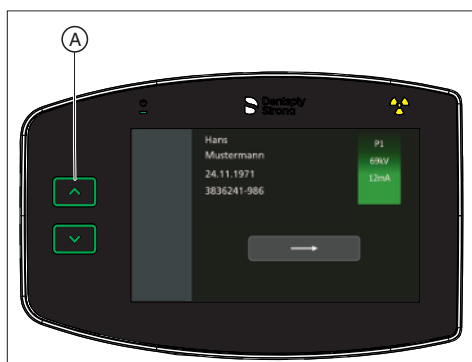 A
Dentsply
Sirona
Hans
Mustermann
24.11.1971
3836241-986
P1
69kV
12mA